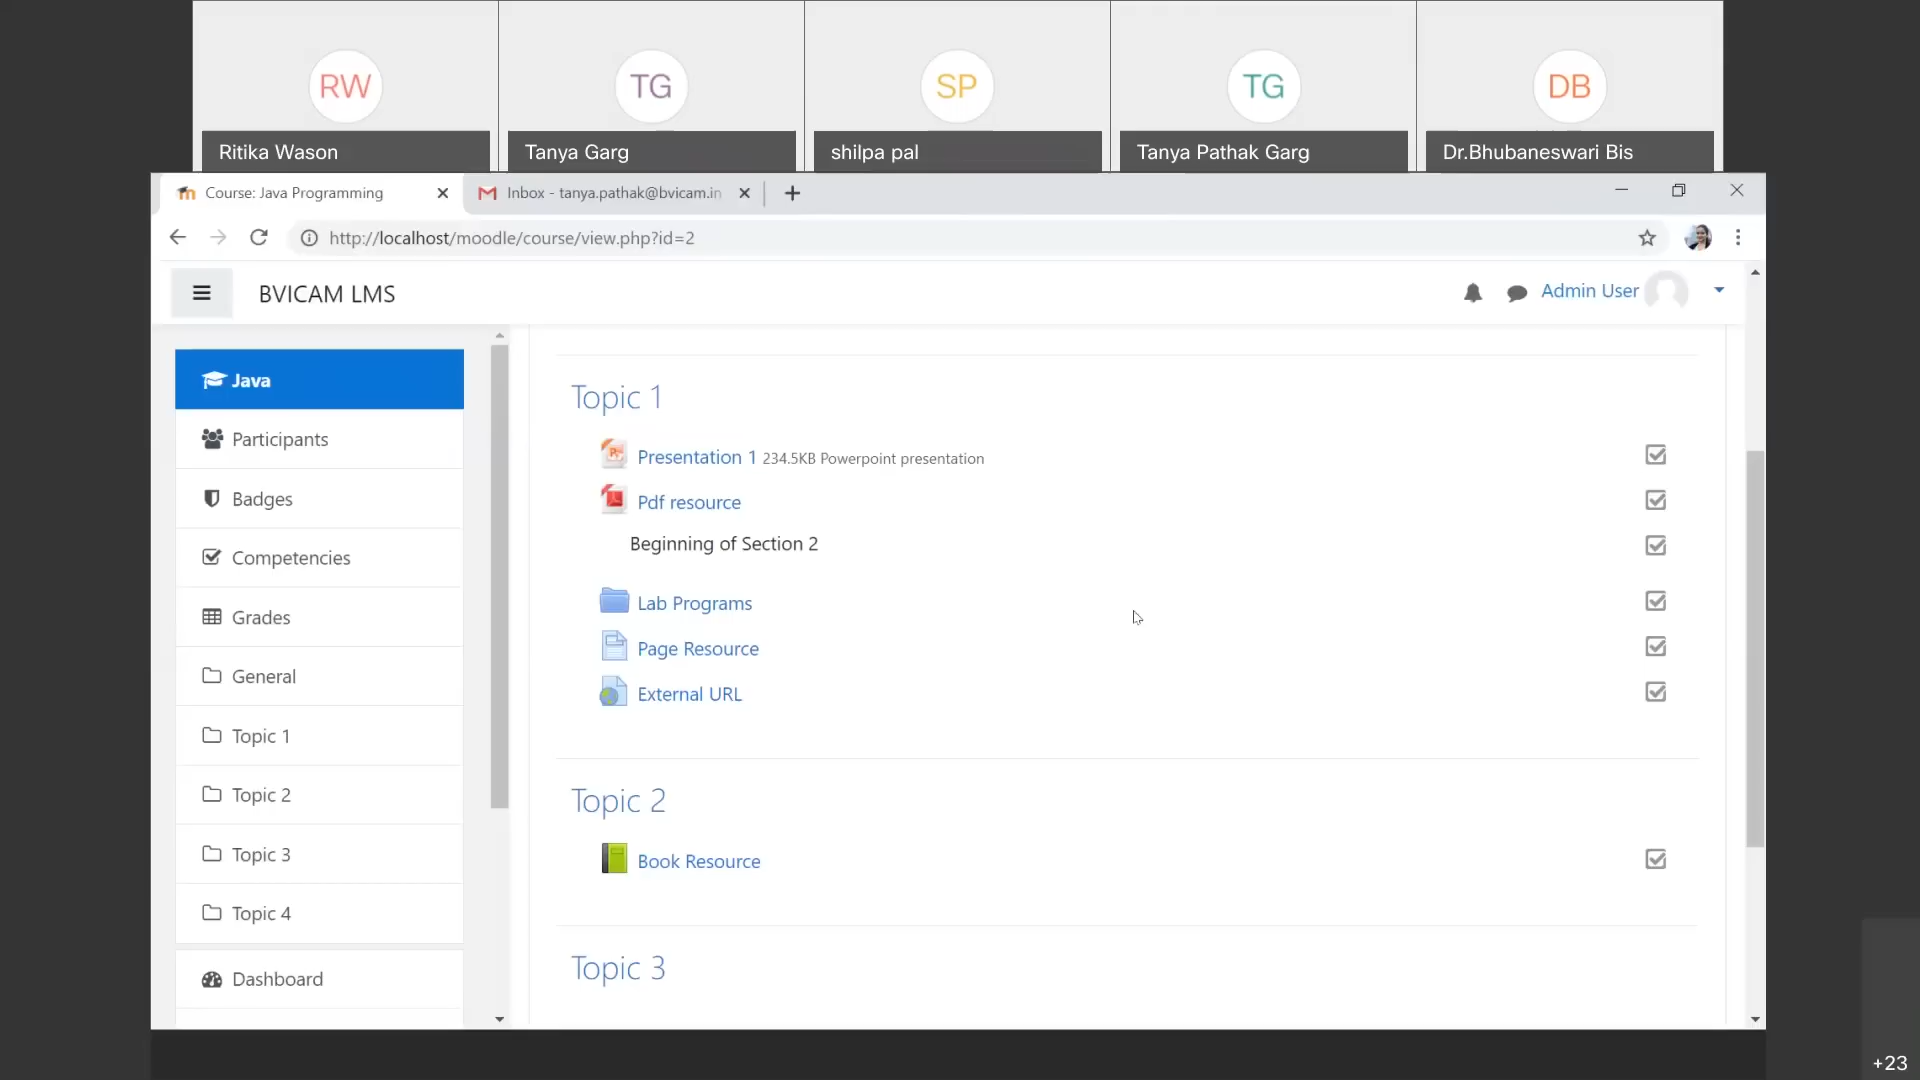 RW
TG
SP
TG
DB
Ritika Wason
Tanya Garg
shilpa pal
Tanya Pathak Garg
Dr.Bhubaneswari Bis
Course: Java Programming
Inbox - tanya.pathak@bvicam.in
http://localhost/moodle/course/view.php?id=2
BVICAM LMS
Admin User
Java
Participants
Badges
Competencies
Grades
General
Topic 1
Topic 2
Topic 3
Topic 4
Dashboard
Topic 1
Presentation 1 234.5KB Powerpoint presentation
Pdf resource
Beginning of Section 2
Lab Programs
Page Resource
External URL
Topic 2
Book Resource
Topic 3
+23